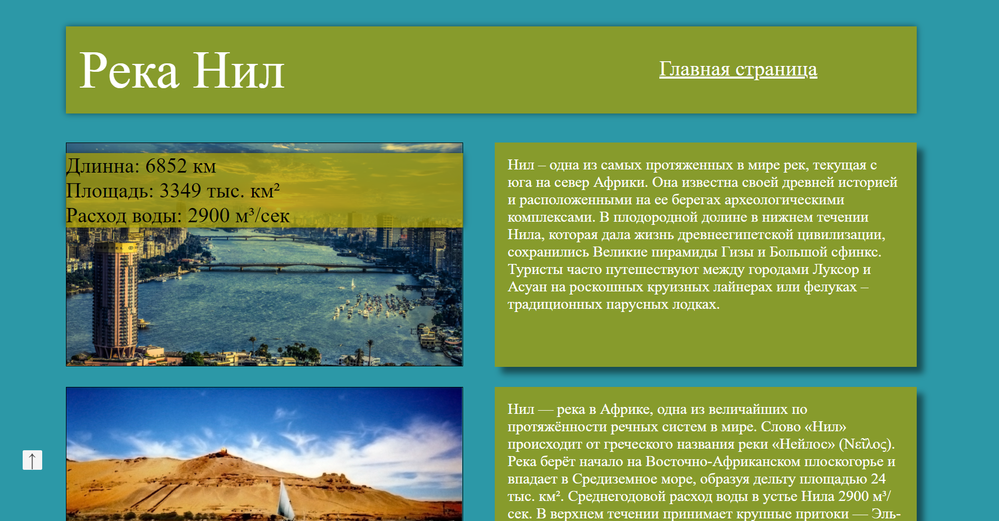 Река Нил
Главная страница
Длинна: 6852 км
Площадь: 3349 тыс. км²
Расход воды: 2900 м³/сек
Нил – одна из самых протяженных в мире рек, текущая с
юга на север Африки. Она известна своей древней историей
и расположенными на ее берегах археологическими
комплексами. В плодородной долине в нижнем течении
Нила, которая дала жизнь древнеегипетской цивилизации,
сохранились Великие пирамиды Гизы и Большой сфинкс.
Туристы часто путешествуют между городами Луксор и
Асуан на роскошных круизных лайнерах или фелуках –
традиционных парусных лодках.
Нил — река в Африке, одна из величайших по
протяжённости речных систем в мире. Слово «Нил»
происходит от греческого названия реки «Нейлос» (Νεῖλος).
Река берёт начало на Восточно-Африканском плоскогорье и
впадает в Средиземное море, образуя дельту площадью 24
тыс. км². Среднегодовой расход воды в устье Нила 2900 м³/
сек. В верхнем течении принимает крупные притоки — Эль-
↑